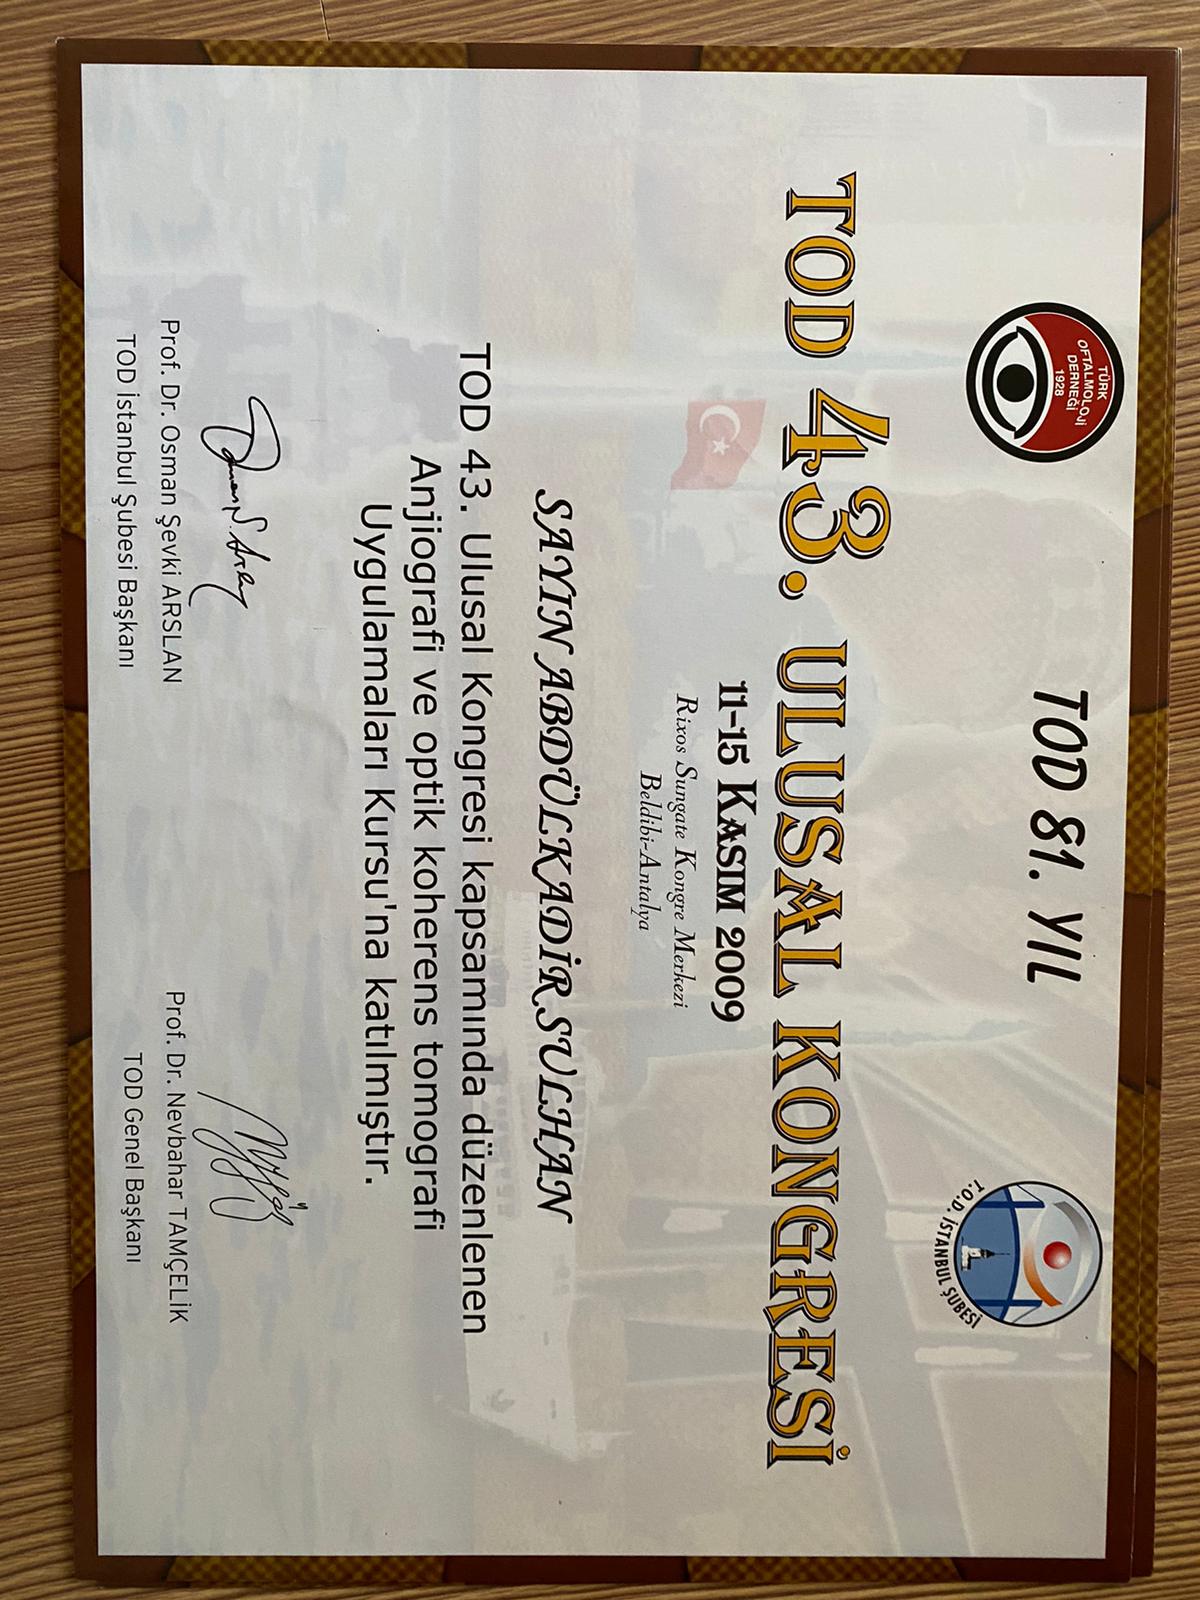 TÜRK
OFTALMOLOJİ
DERNEĞİ
1928
TOD 81. YIL
T.O.D. İSTANBUL ŞUBESİ
TOD 43. ULUSAL KONGRESİ
11-15 KASIM 2009
Rixos Sungate Kongre Merkezi
Beldibi-Antalya
SAYIN ABDÜLKADİR SULHAN
TOD 43. Ulusal Kongresi kapsamında düzenlenen
Anjiografi ve optik koherens tomografi
Uygulamaları Kursu'na katılmıştır.
Prof. Dr. Osman Şevki ARSLAN
TOD İstanbul Şubesi Başkanı
Prof. Dr. Nevbahar TAMÇELİK
TOD Genel Başkanı